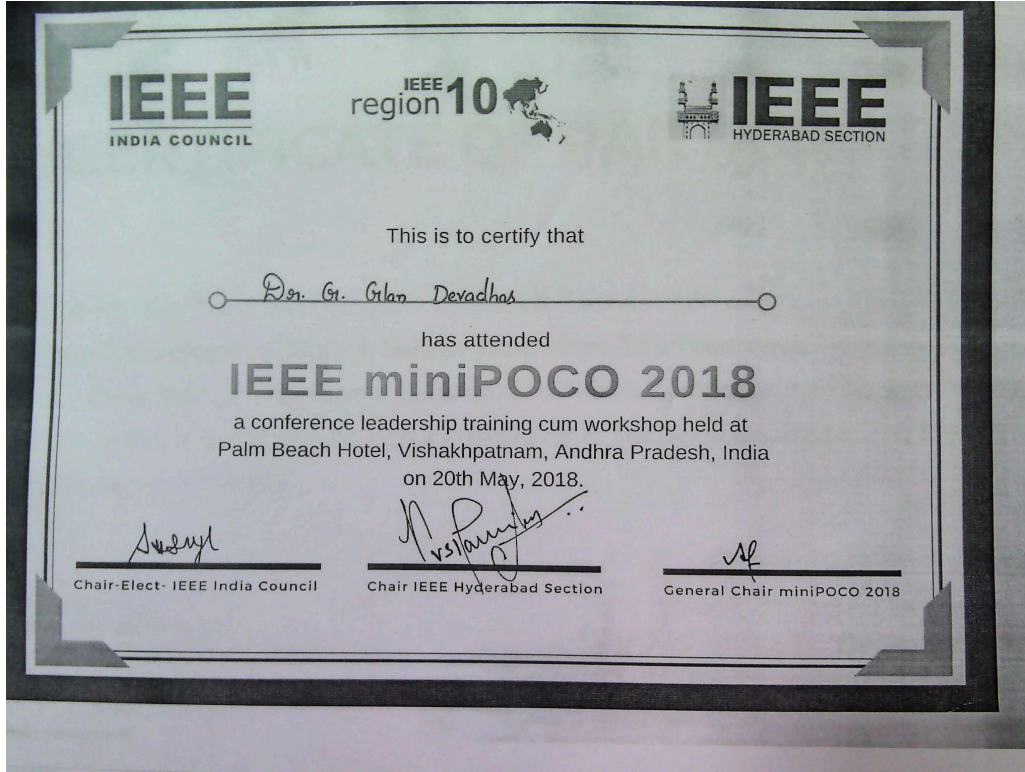 IEEE
INDIA COUNCIL
IEEE
region 10
IEEE
HYDERABAD SECTION
This is to certify that
Dr. G. Glan Devadhas
has attended
IEEE miniPOCO 2018
a conference leadership training cum workshop held at
Palm Beach Hotel, Vishakhpatnam, Andhra Pradesh, India
on 20th May, 2018.
Chair-Elect- IEEE India Council
Chair IEEE Hyderabad Section
General Chair miniPOCO 2018